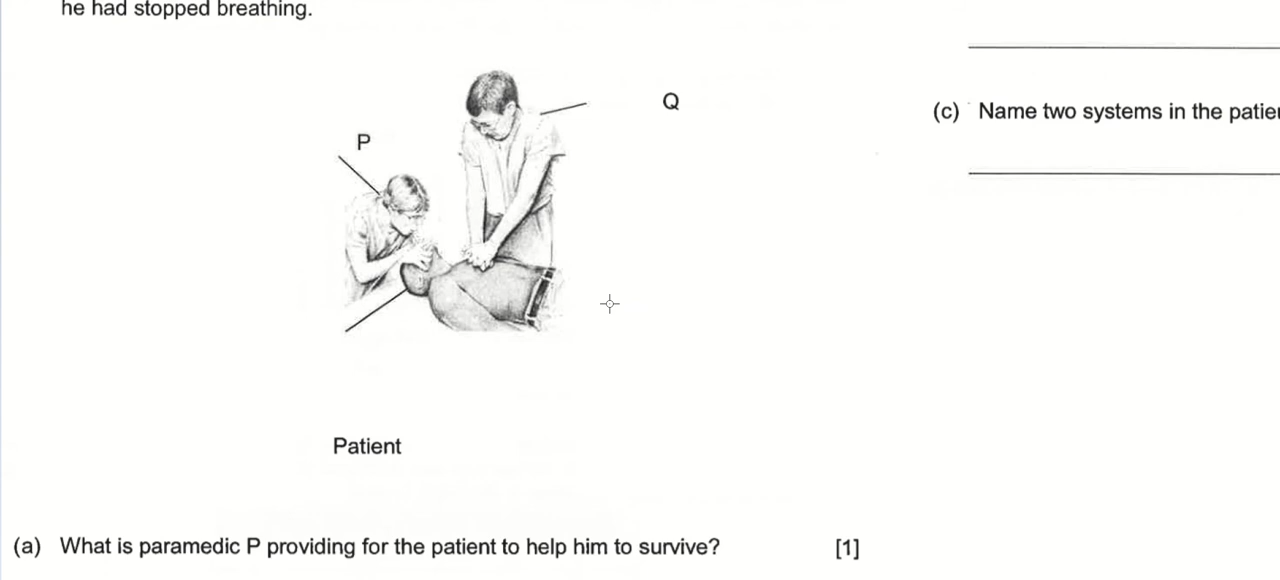 he had stopped breathing.
P
Q
Patient
(a) What is paramedic P providing for the patient to help him to survive? [1]
(c) Name two systems in the